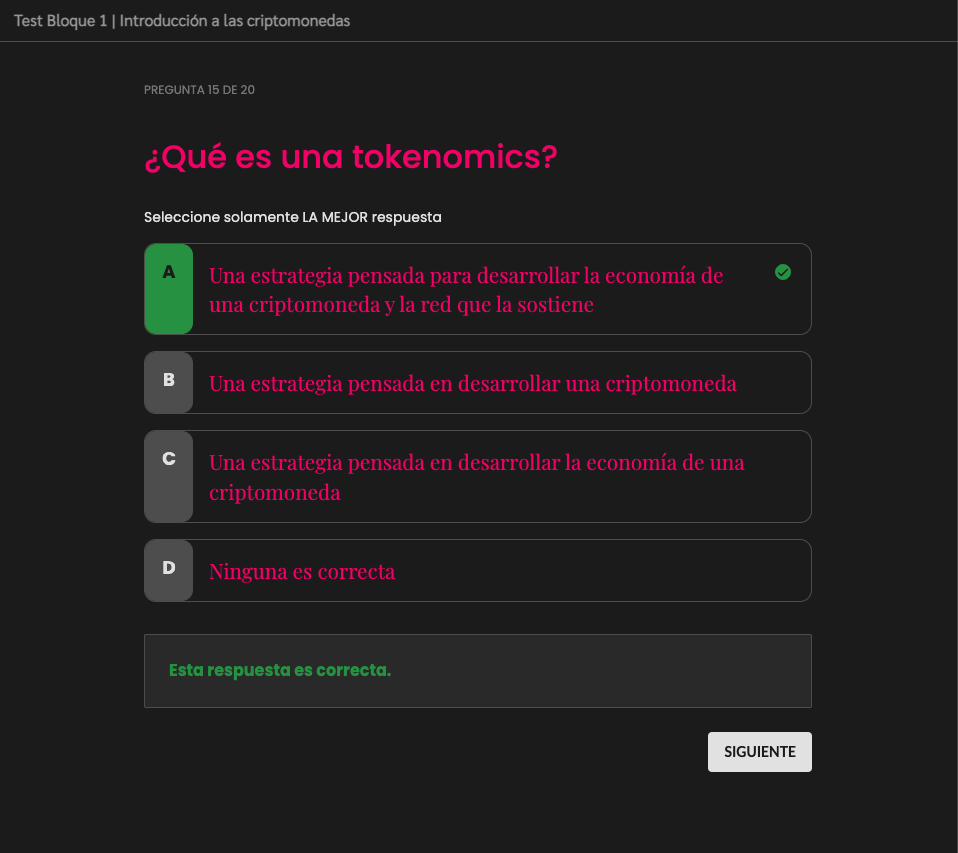 Test Bloque 1 | Introducción a las criptomonedas
PREGUNTA 15 DE 20
¿Qué es una tokenomics?
Seleccione solamente LA MEJOR respuesta
A
Una estrategia pensada para desarrollar la economía de
una criptomoneda y la red que la sostiene
B
Una estrategia pensada en desarrollar una criptomoneda
C
Una estrategia pensada en desarrollar la economía de una
criptomoneda
D
Ninguna es correcta
Esta respuesta es correcta.
SIGUIENTE